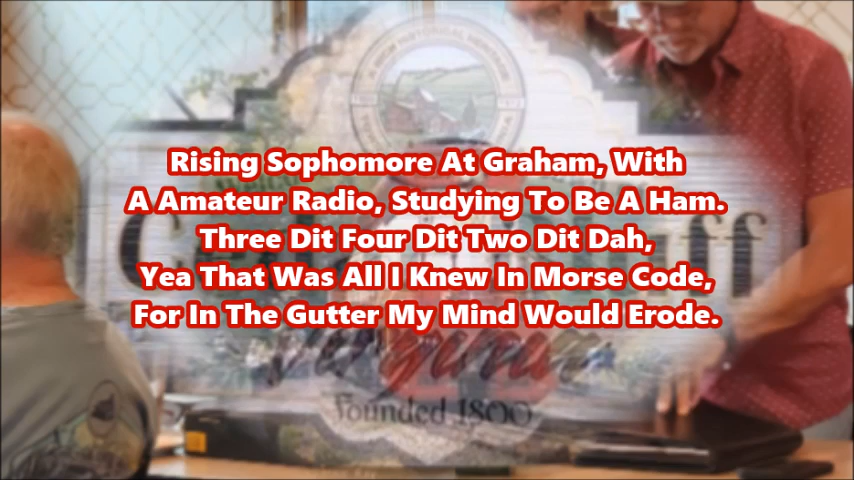 Rising Sophomore At Graham, With
A Amateur Radio, Studying To Be A Ham.
Three Dit Four Dit Two Dit Dah,
Yea That Was All I Knew In Morse Code,
For In The Gutter My Mind Would Erode.
Virginia
Founded 1800